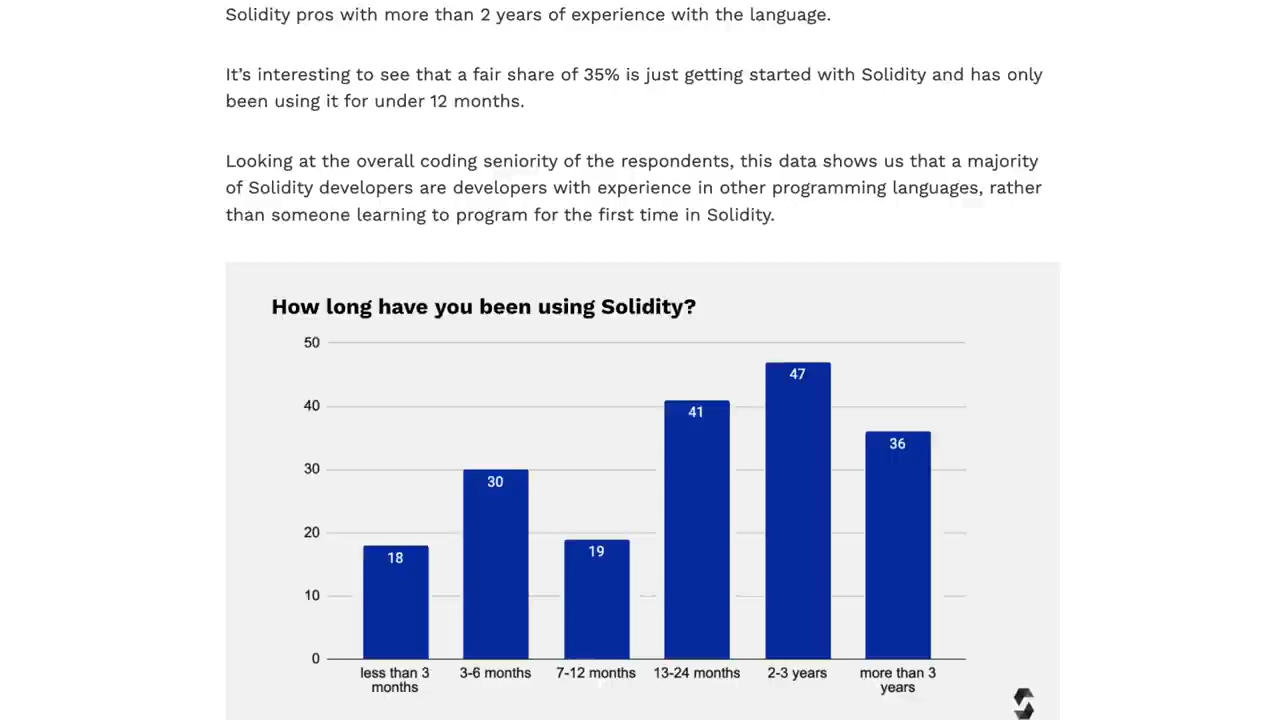 Solidity pros with more than 2 years of experience with the language.
It’s interesting to see that a fair share of 35% is just getting started with Solidity and has only
been using it for under 12 months.
Looking at the overall coding seniority of the respondents, this data shows us that a majority
of Solidity developers are developers with experience in other programming languages, rather
than someone learning to program for the first time in Solidity.
How long have you been using Solidity?
50
40
30
20
10
0
18
30
19
41
47
36
less than 3
months
3-6 months
7-12 months
13-24 months
2-3 years
more than 3
years